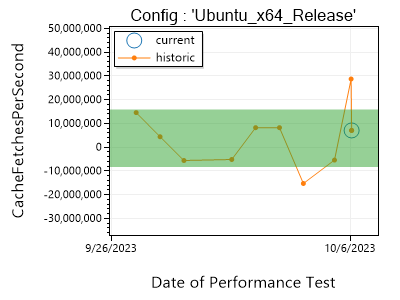 Config : 'Ubuntu_x64_Release'
CacheFetchesPerSecond
50,000,000
40,000,000
30,000,000
20,000,000
10,000,000
0
-10,000,000
-20,000,000
-30,000,000
current
historic
9/26/2023
10/6/2023
Date of Performance Test